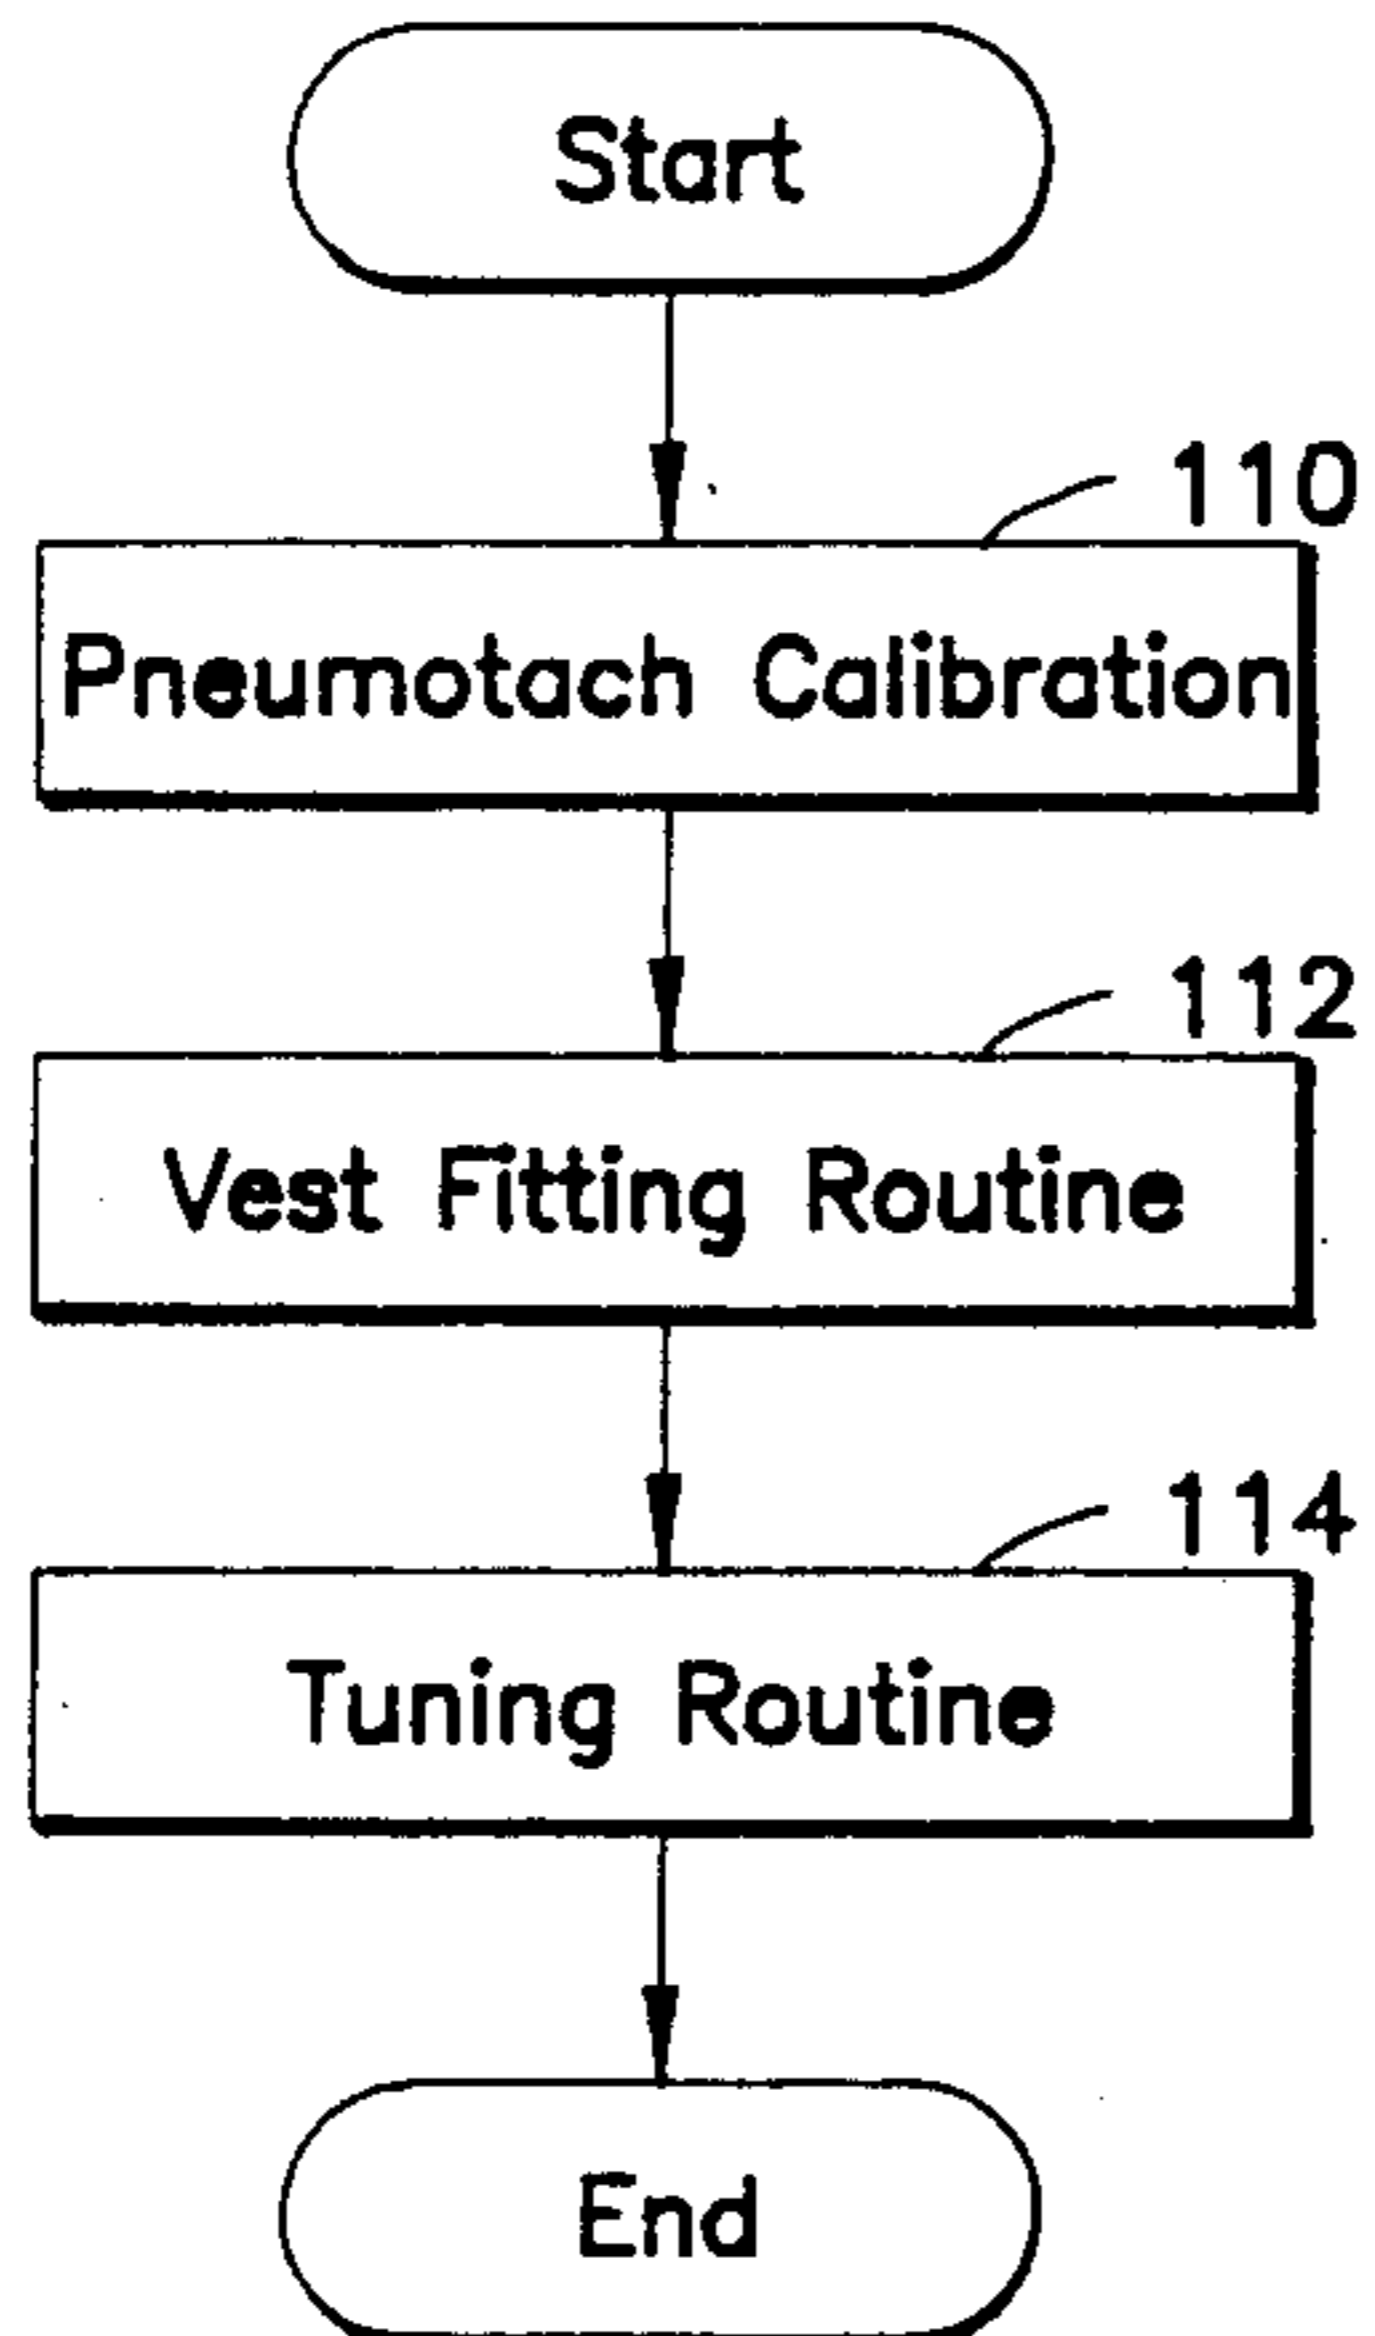 Start
110
Pneumotach Calibration
112
Vest Fitting Routine
114
Tuning Routine
End